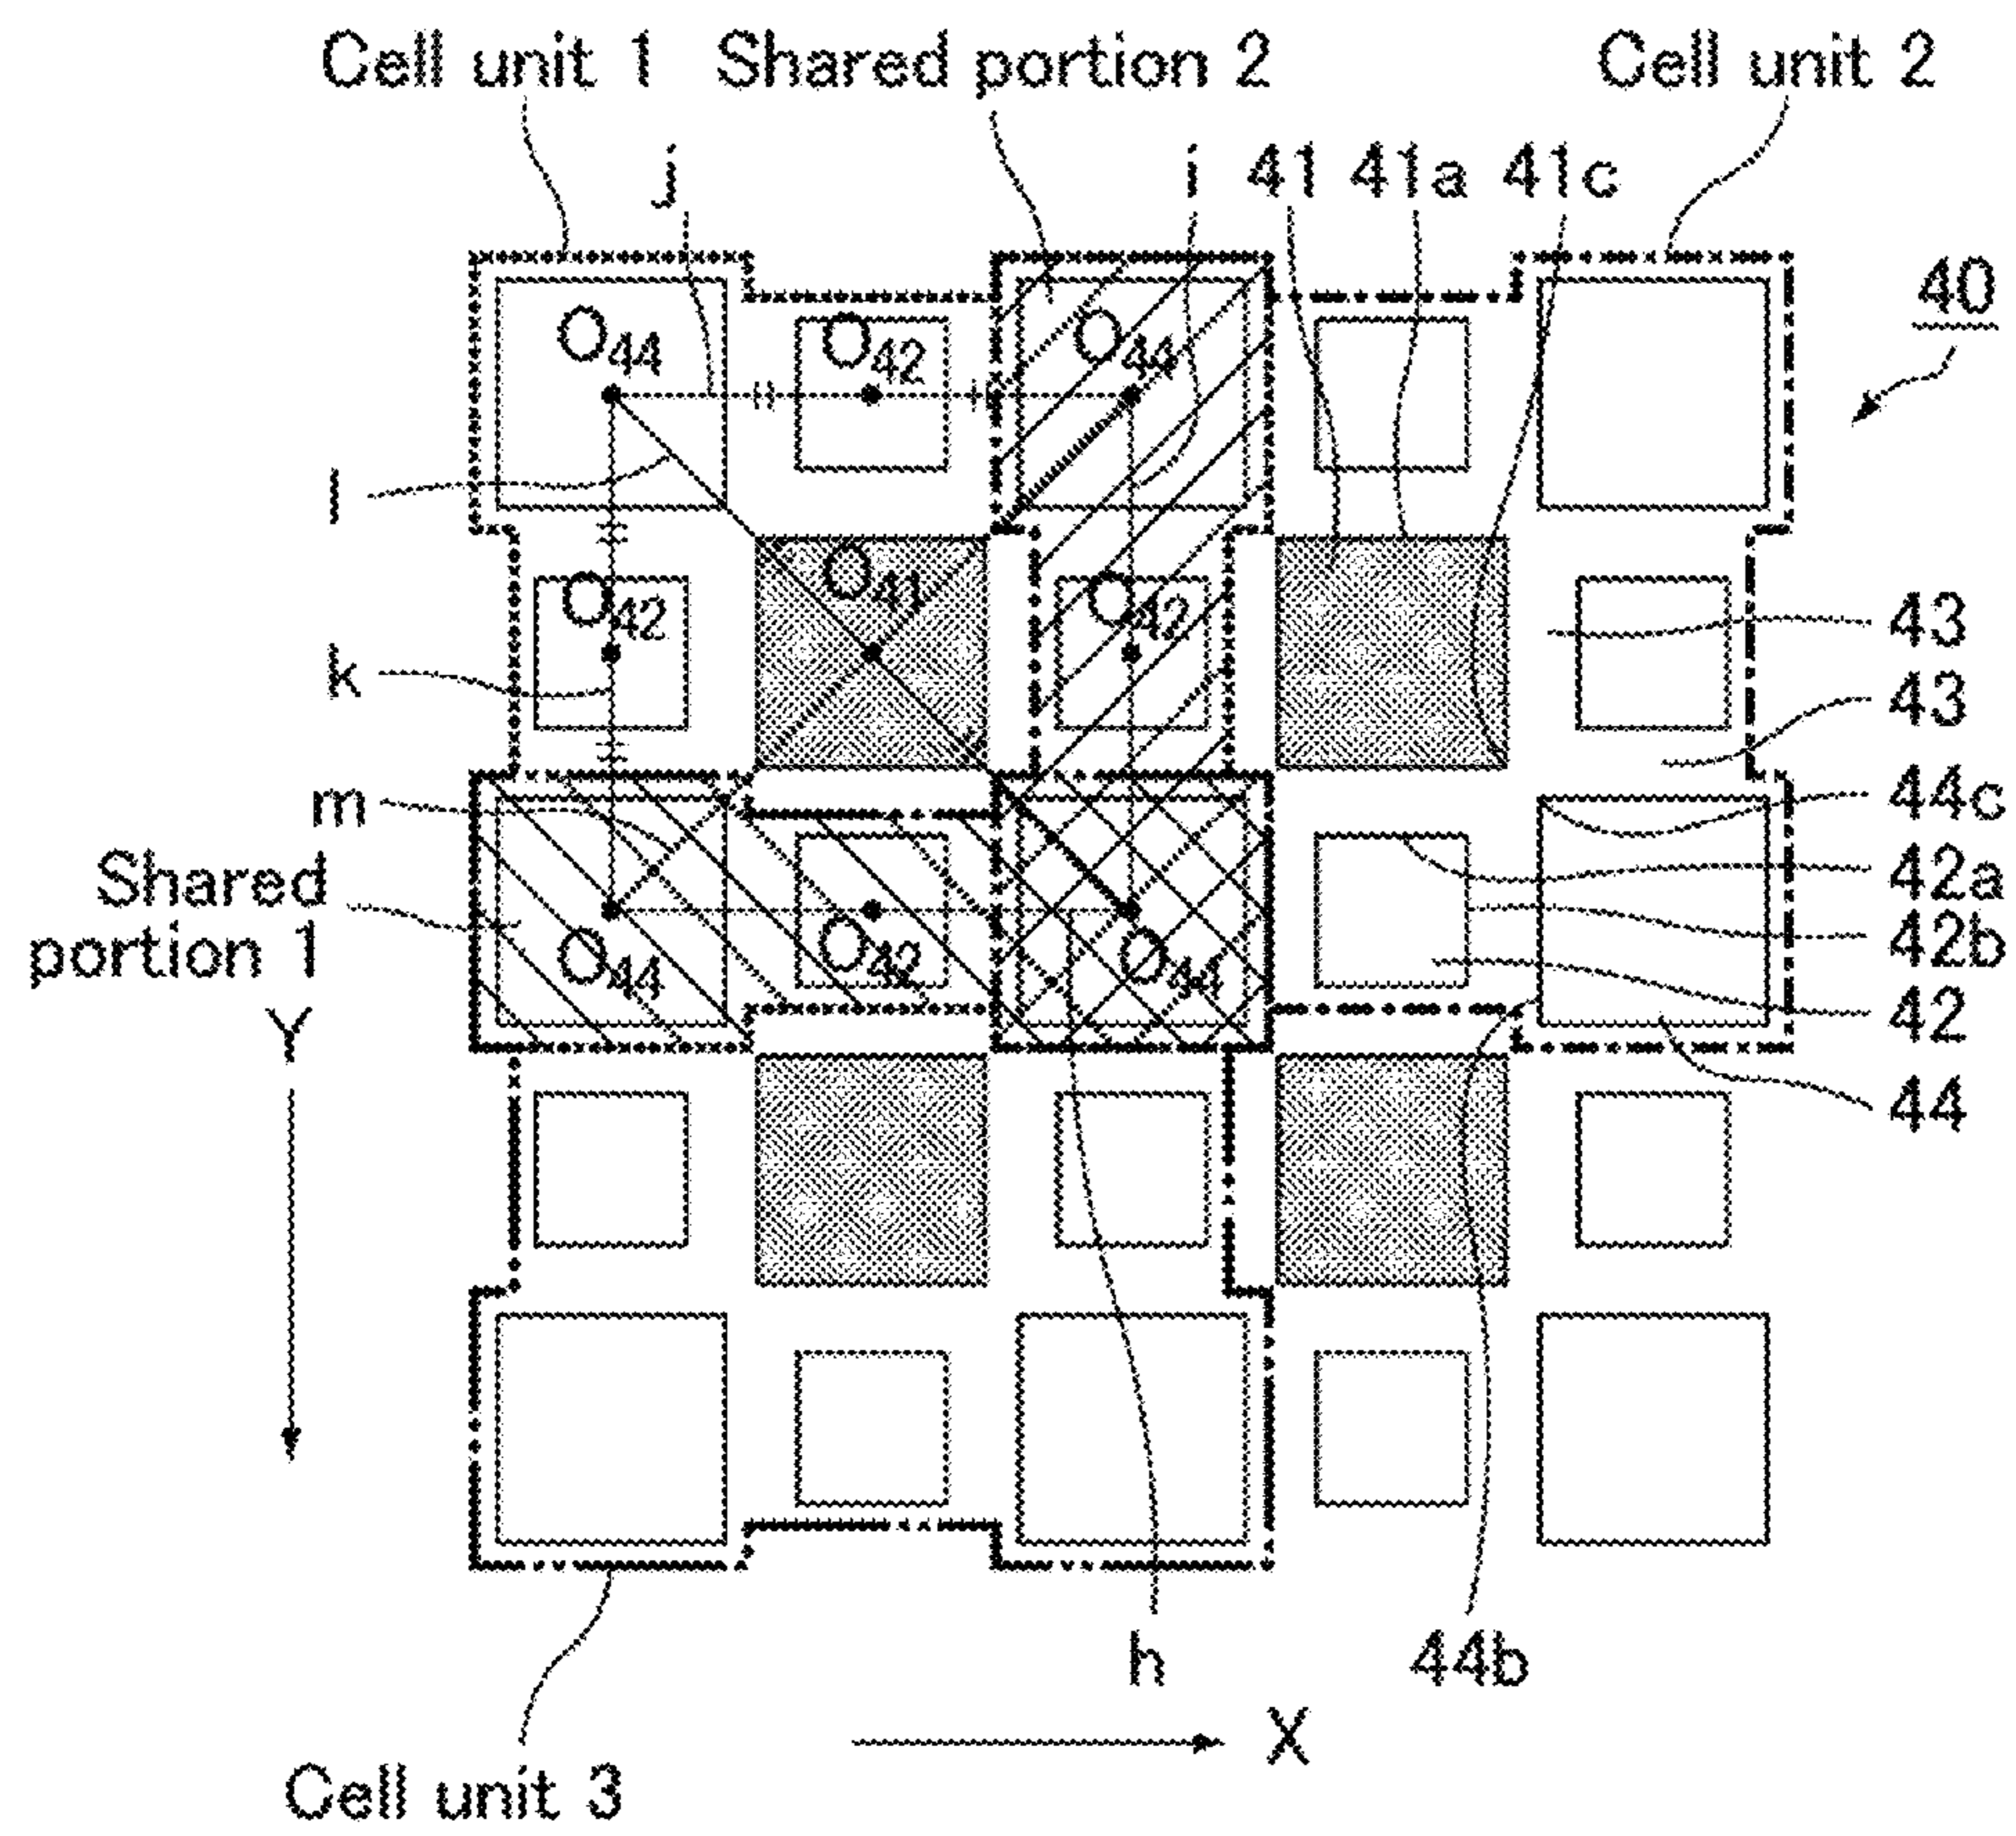 Cell unit 1 Shared portion 2 Cell unit 2
j i 41 41a 41c
40
O44 O42 O44
l
O42 O41 O42
43
k
43
m
44c
Shared
portion 1
42a
42b
O44 O42 O44
42
Y
44
h 44b
X
Cell unit 3